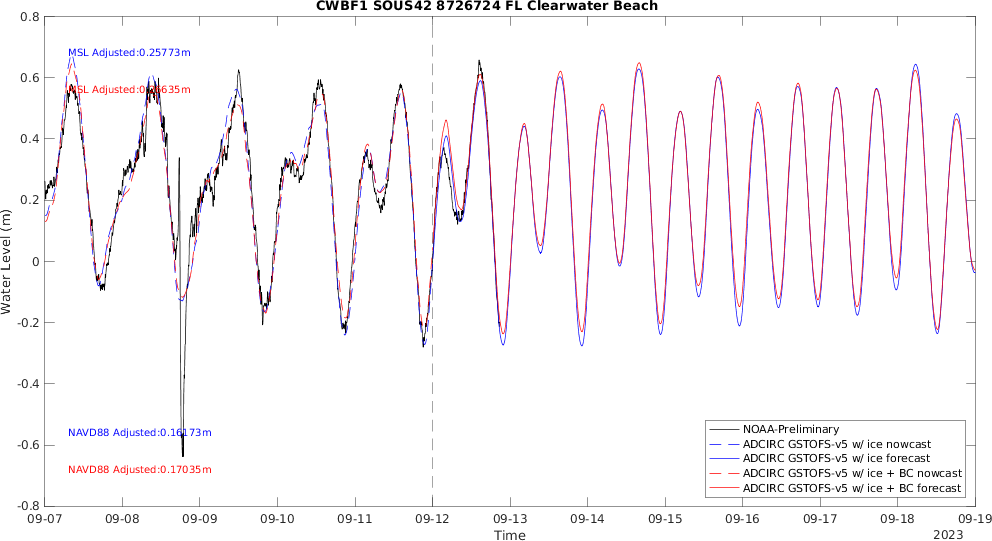 CWBF1 SOUS42 8726724 FL Clearwater Beach
0.8
0.6
0.4
0.2
0
-0.2
-0.4
-0.6
-0.8
Water Level (m)
MSL Adjusted:0.25773m
MSL Adjusted:0.26635m
NAVD88 Adjusted:0.16173m
NAVD88 Adjusted:0.17035m
NOAA-Preliminary
ADCIRC GSTOFS-v5 w/ ice nowcast
ADCIRC GSTOFS-v5 w/ ice forecast
ADCIRC GSTOFS-v5 w/ ice + BC nowcast
ADCIRC GSTOFS-v5 w/ ice + BC forecast
09-07 09-08 09-09 09-10 09-11 09-12 09-13 09-14 09-15 09-16 09-17 09-18 09-19
Time
2023